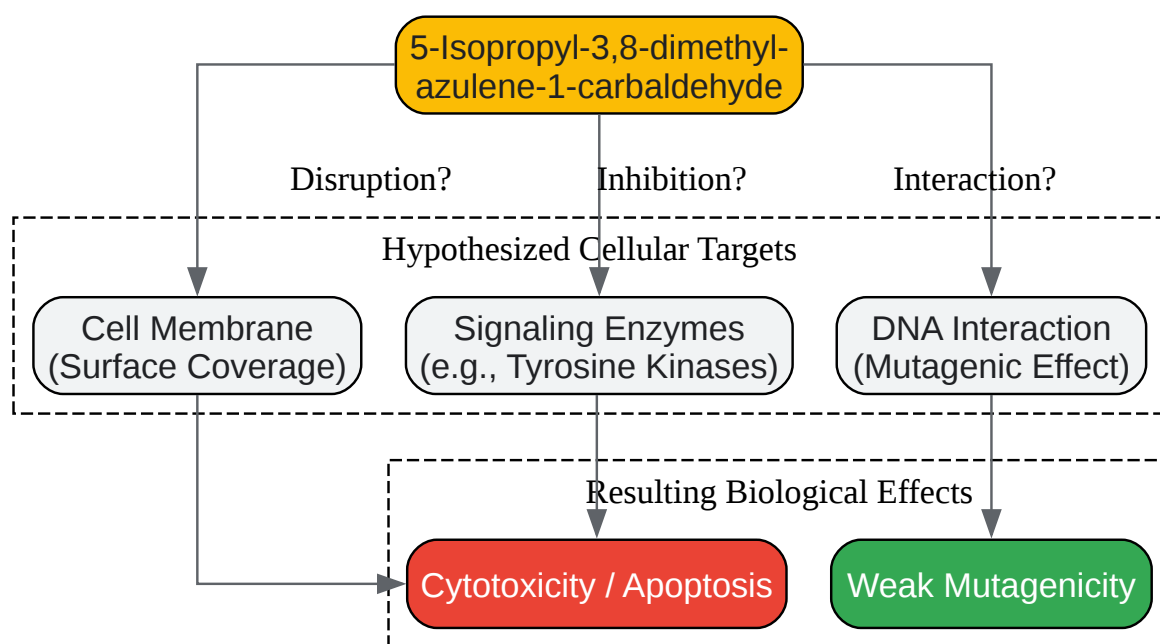 5-Isopropyl-3,8-dimethyl-
azulene-1-carbaldehyde
Disruption?
Inhibition?
Interaction?
Hypothesized Cellular Targets
Cell Membrane
(Surface Coverage)
Signaling Enzymes
(e.g., Tyrosine Kinases)
DNA Interaction
(Mutagenic Effect)
Resulting Biological Effects
Cytotoxicity / Apoptosis
Weak Mutagenicity